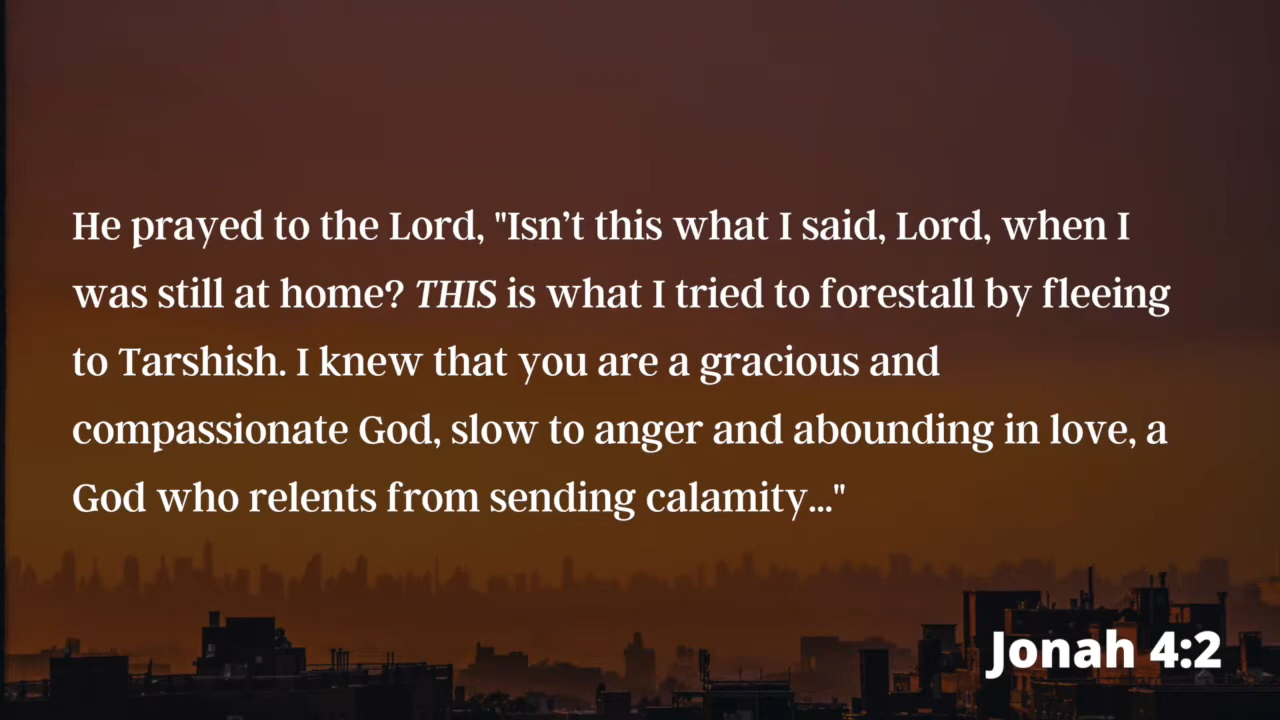 He prayed to the Lord, "Isn’t this what I said, Lord, when I
was still at home? THIS is what I tried to forestall by fleeing
to Tarshish. I knew that you are a gracious and
compassionate God, slow to anger and abounding in love, a
God who relents from sending calamity..."
Jonah 4:2